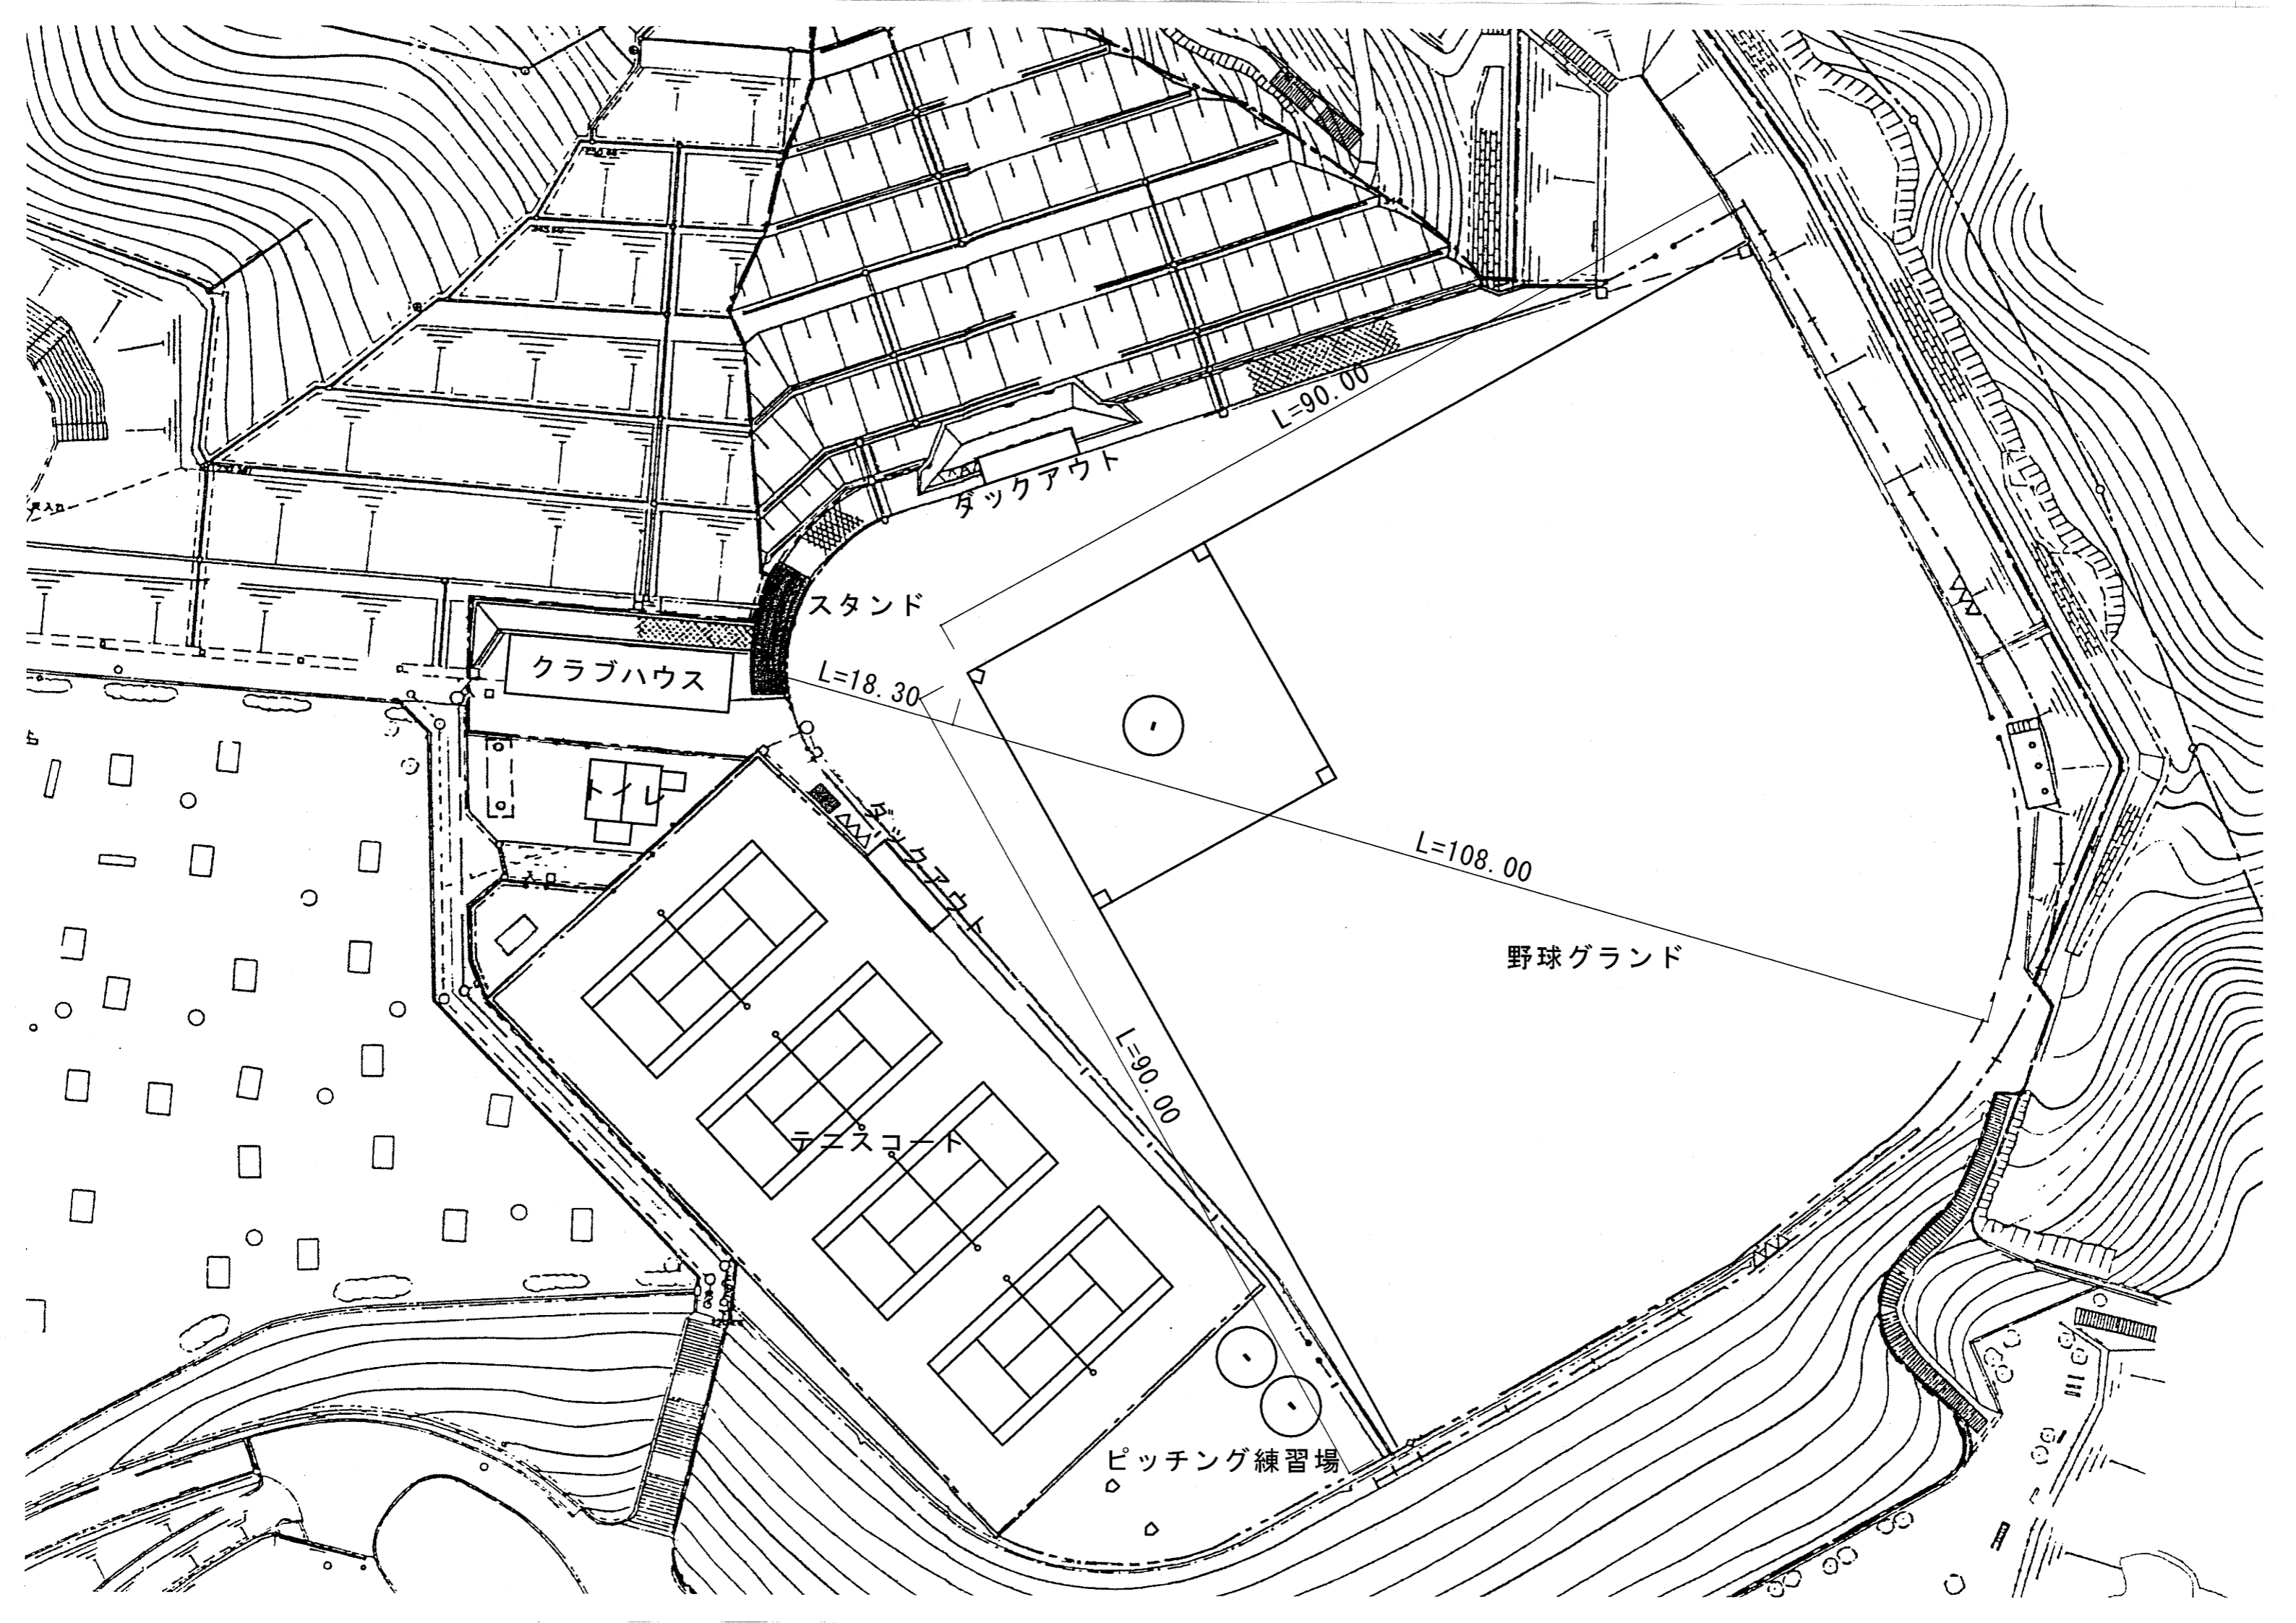 L=90.00
ダックアウト
スタンド
クラブハウス
L=18.30
トイレ
ダックアウト
L=108.00
入口
野球グランド
L=90.00
テニスコート
ピッチング練習場